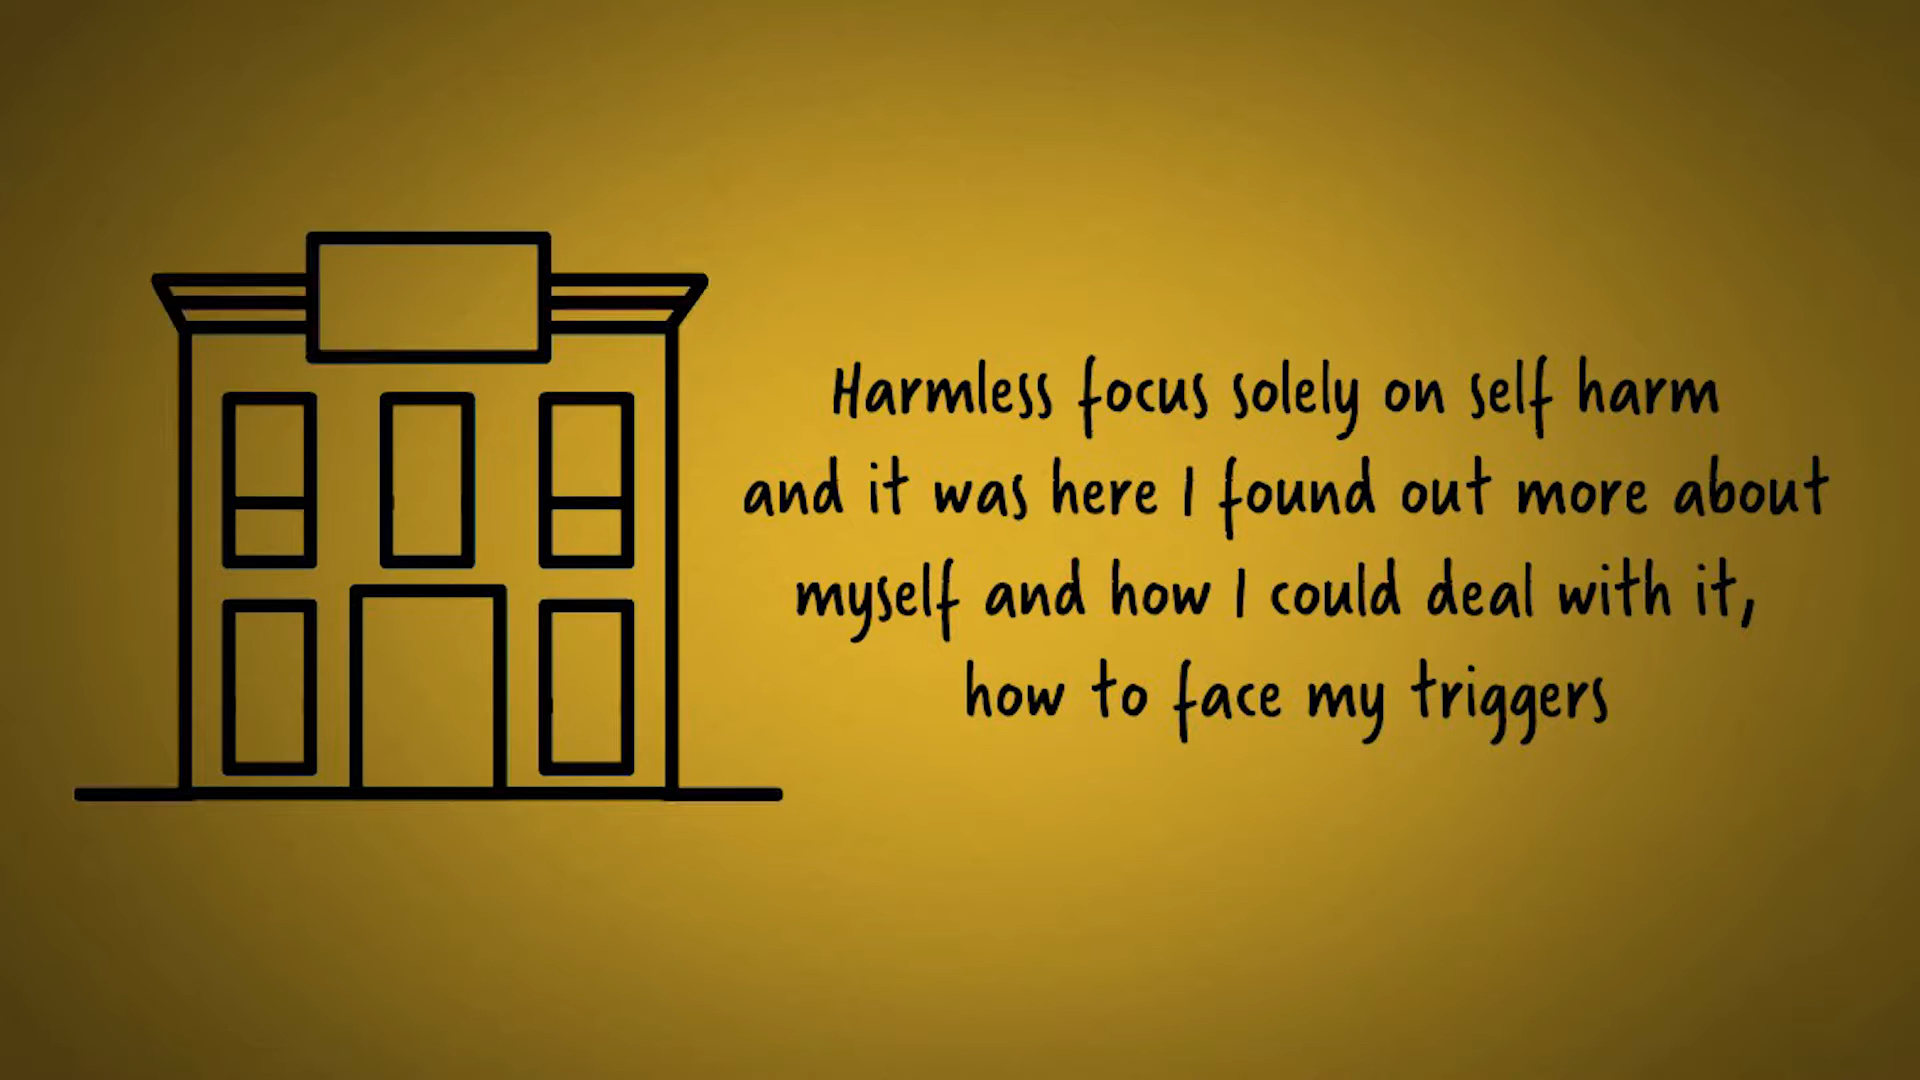 Harmless focus solely on self harm
and it was here I found out more about
myself and how I could deal with it,
how to face my triggers